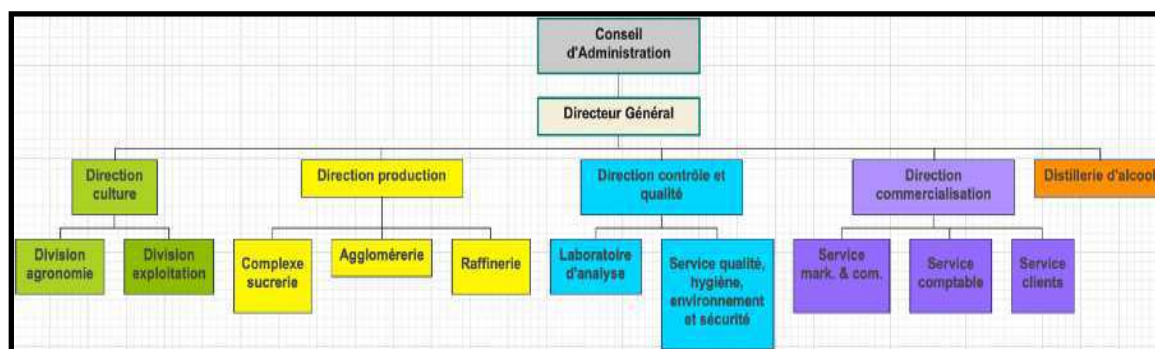 Conseil
d'Administration
Directeur Général
Direction
culture
Direction production
Direction contrôle et
qualité
Direction
commercialisation
Distillerie d'alcool
Division
agronomie
Division
exploitation
Complexe
sucrerie
Agglomérerie
Raffinerie
Laboratoire
d'analyse
Service qualité,
hygiène,
environnement
et sécurité
Service
mark. & com.
Service
comptable
Service
clients